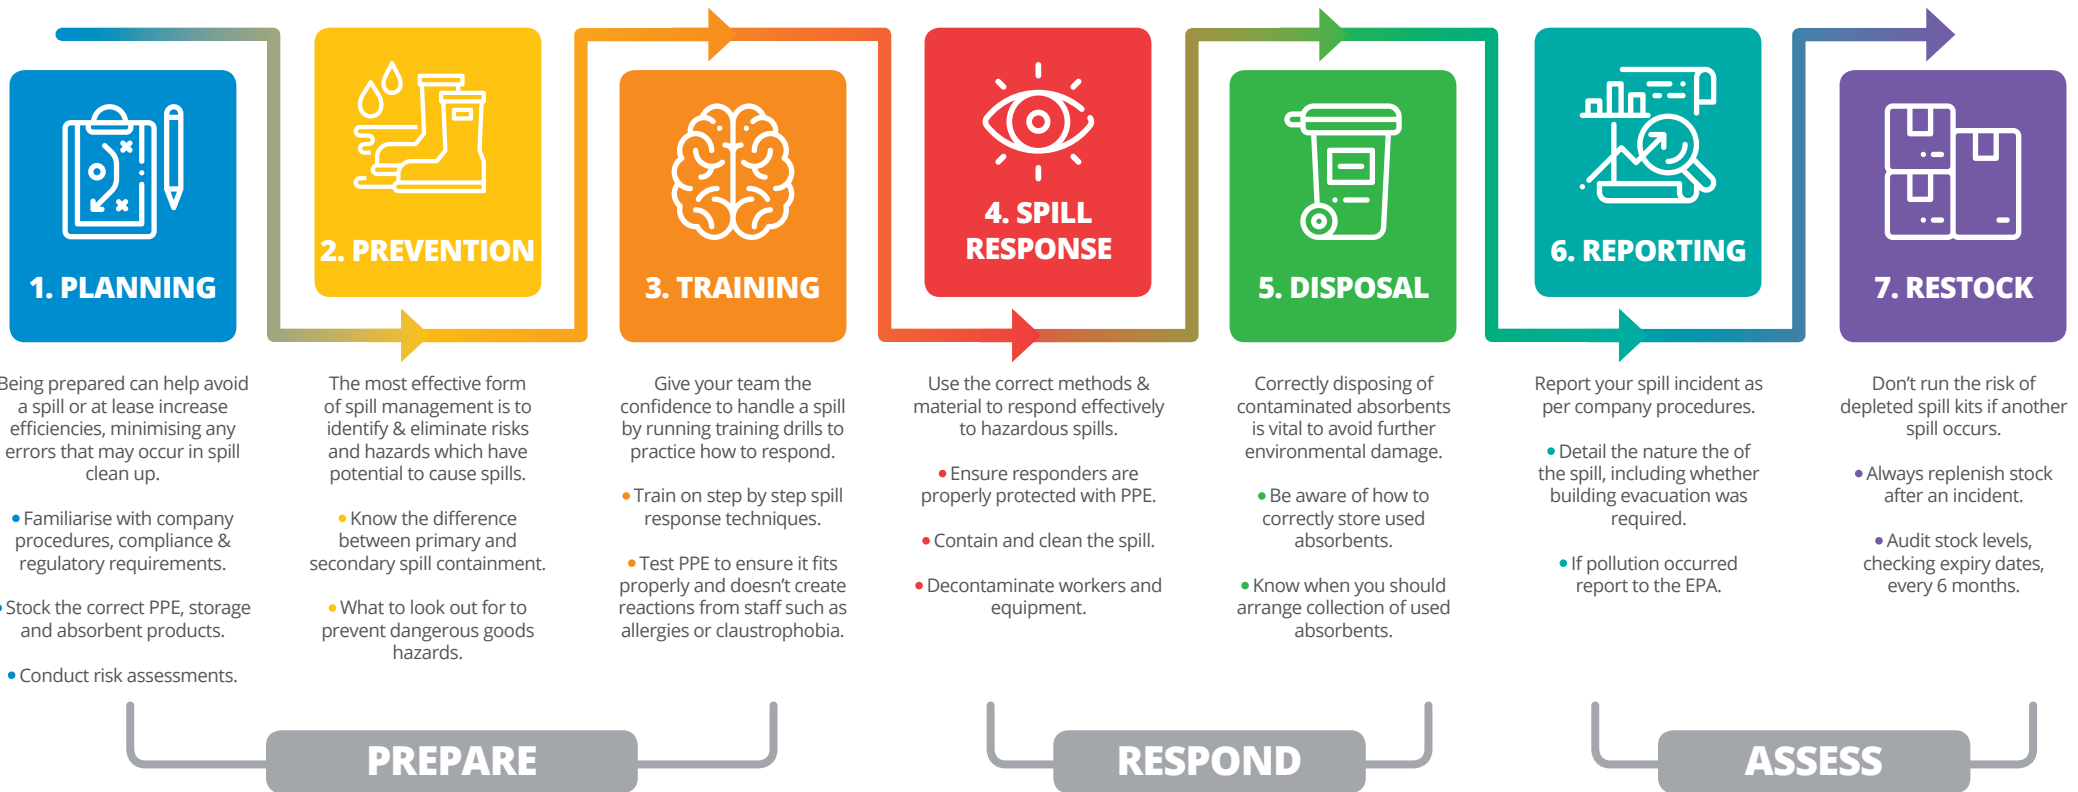 1. PLANNING
Being prepared can help avoid
a spill or at lease increase
efficiencies, minimising any
errors that may occur in spill
clean up.
• Familiarise with company
procedures, compliance &
regulatory requirements.
• Stock the correct PPE, storage
and absorbent products.
• Conduct risk assessments.
2. PREVENTION
The most effective form
of spill management is to
identify & eliminate risks
and hazards which have
potential to cause spills.
• Know the difference
between primary and
secondary spill containment.
• What to look out for to
prevent dangerous goods
hazards.
3. TRAINING
Give your team the
confidence to handle a spill
by running training drills to
practice how to respond.
• Train on step by step spill
response techniques.
• Test PPE to ensure it fits
properly and doesn't create
reactions from staff such as
allergies or claustrophobia.
4. SPILL
RESPONSE
Use the correct methods &
material to respond effectively
to hazardous spills.
• Ensure responders are
properly protected with PPE.
• Contain and clean the spill.
• Decontaminate workers and
equipment.
5. DISPOSAL
Correctly disposing of
contaminated absorbents
is vital to avoid further
environmental damage.
• Be aware of how to
correctly store used
absorbents.
• Know when you should
arrange collection of used
absorbents.
6. REPORTING
Report your spill incident as
per company procedures.
• Detail the nature the of
the spill, including whether
building evacuation was
required.
• If pollution occurred
report to the EPA.
7. RESTOCK
Don't run the risk of
depleted spill kits if another
spill occurs.
• Always replenish stock
after an incident.
• Audit stock levels,
checking expiry dates,
every 6 months.
PREPARE
RESPOND
ASSESS